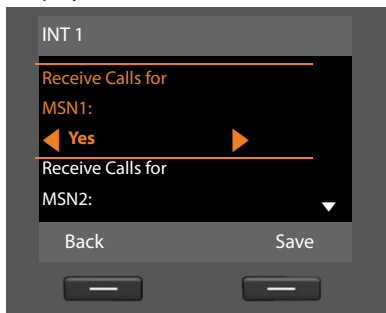 INT 1
Receive Calls for
MSN1:
Yes
Receive Calls for
MSN2:
Back Save